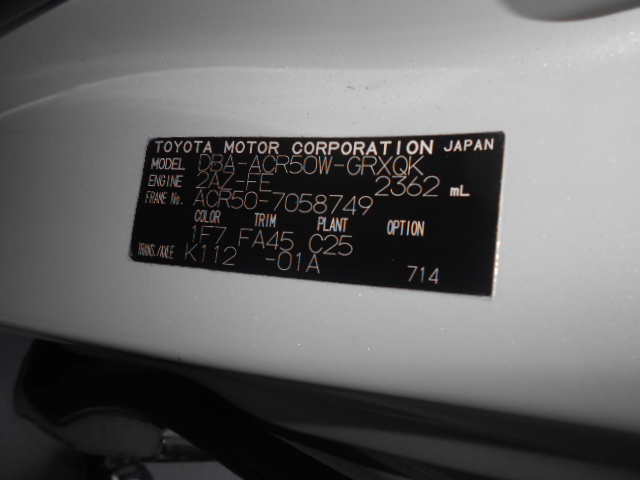 TOYOTA MOTOR CORPORATION JAPAN
MODEL DBA-ACR50W-GRXQK
ENGINE 2AZ-FE 2362 mL
FRAME No. ACR50-7058749
COLOR TRIM PLANT OPTION
1F7 FA45 C25
TRANS./AXLE K112 -01A 714